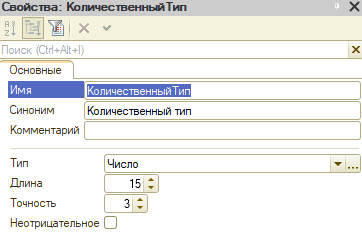 Свойства: КоличественныйТип
Поиск (Ctrl+Alt+I)
Основные
Имя КоличественныйТип
Синоним Количественный тип
Комментарий
Тип Число
Длина 15
Точность 3
Неотрицательное